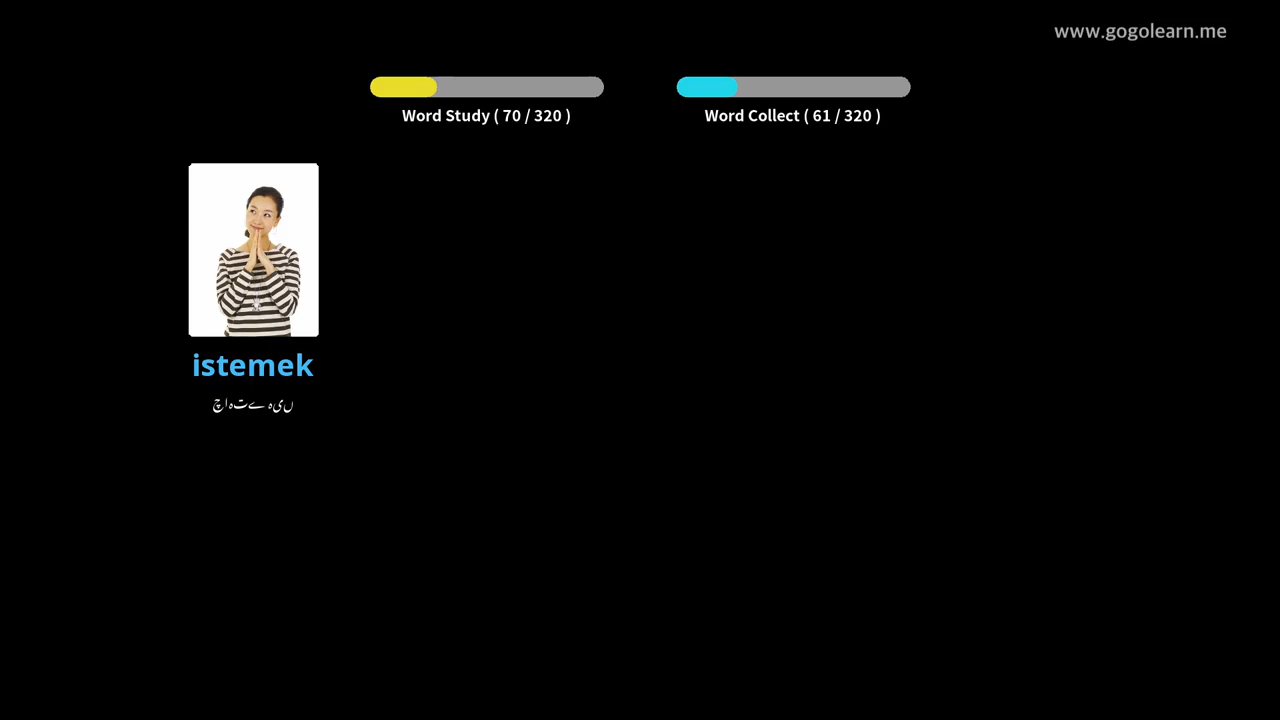 www.gogolearn.me
Word Study ( 70 / 320 )
Word Collect ( 61 / 320 )
istemek
چاہتے ہیں